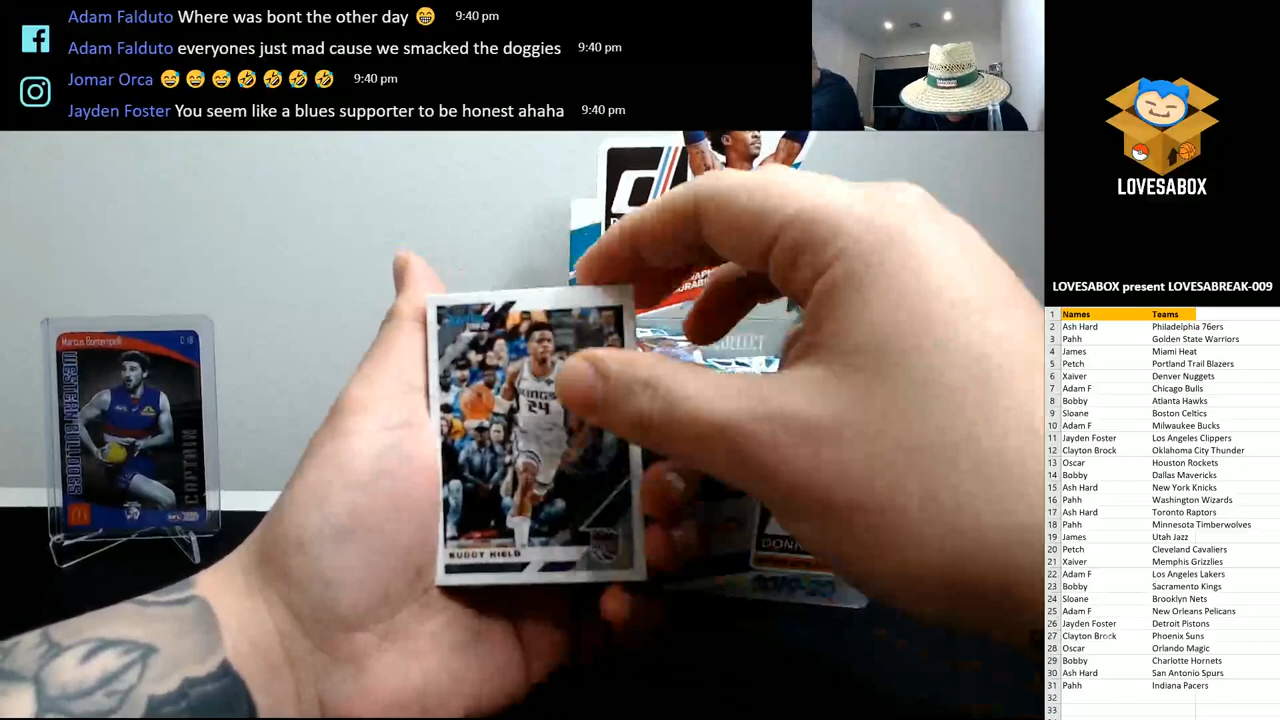 Adam Falduto Where was bont the other day 😁 9:40 pm
Adam Falduto everyones just mad cause we smacked the doggies 9:40 pm
Jomar Orca 😅😅😅🤣🤣🤣🤣 9:40 pm
Jayden Foster You seem like a blues supporter to be honest ahaha 9:40 pm
LOVESABOX
LOVESABOX present LOVESABREAK-009
1 Names Teams
2 Ash Hard Philadelphia 76ers
3 Pahh Golden State Warriors
4 James Miami Heat
5 Petch Portland Trail Blazers
6 Xaiver Denver Nuggets
7 Adam F Chicago Bulls
8 Bobby Atlanta Hawks
9 Sloane Boston Celtics
10 Adam F Milwaukee Bucks
11 Jayden Foster Los Angeles Clippers
12 Clayton Brock Oklahoma City Thunder
13 Oscar Houston Rockets
14 Bobby Dallas Mavericks
15 Ash Hard New York Knicks
16 Pahh Washington Wizards
17 Ash Hard Toronto Raptors
18 Pahh Minnesota Timberwolves
19 James Utah Jazz
20 Petch Cleveland Cavaliers
21 Xaiver Memphis Grizzlies
22 Adam F Los Angeles Lakers
23 Bobby Sacramento Kings
24 Sloane Brooklyn Nets
25 Adam F New Orleans Pelicans
26 Jayden Foster Detroit Pistons
27 Clayton Brock Phoenix Suns
28 Oscar Orlando Magic
29 Bobby Charlotte Hornets
30 Ash Hard San Antonio Spurs
31 Pahh Indiana Pacers
32
33
Marcus Bontempelli
WESTERN BULLDOGS
CAPTAIN
KINGS
24
BUDDY HIELD